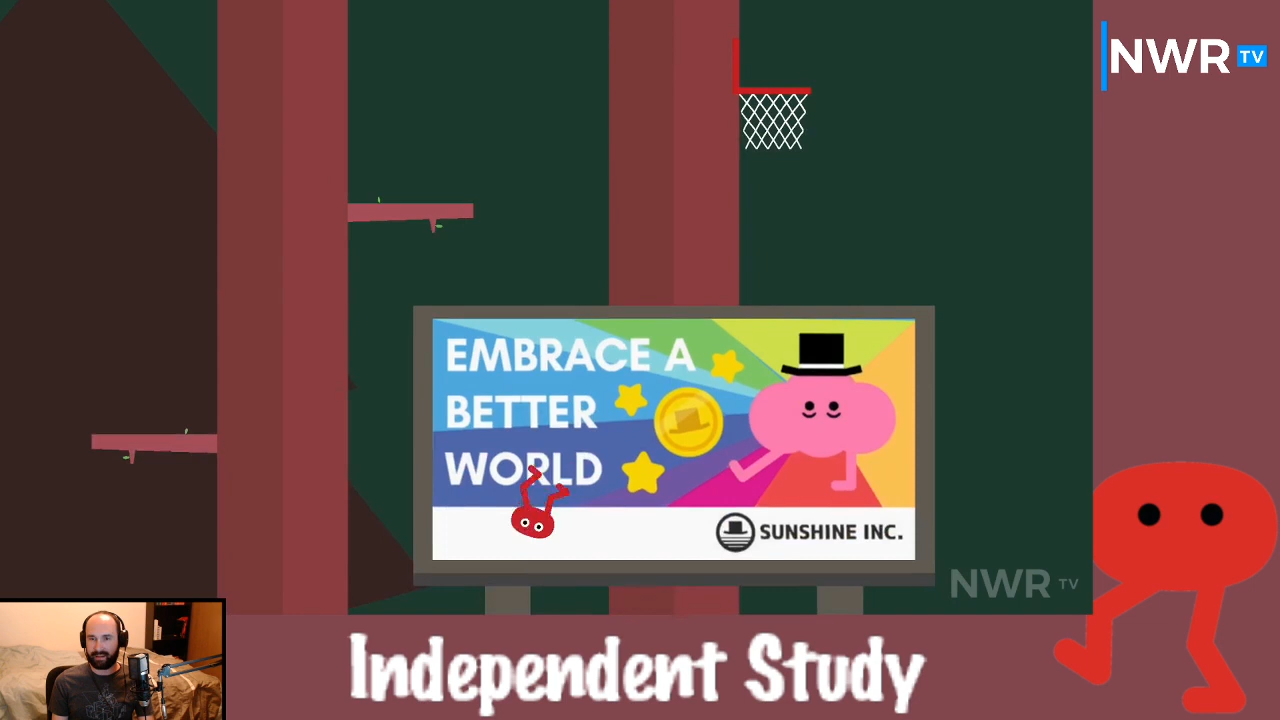 NWR TV
EMBRACE A
BETTER
WORLD
SUNSHINE INC.
NWR TV
Independent Study